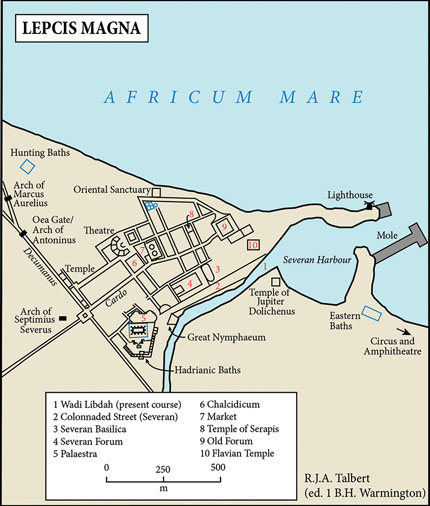 LEPCIS MAGNA
AFRICUM MARE
Hunting Baths
Arch of
Marcus
Aurelius
Oriental Sanctuary
Lighthouse
Oea Gate/
Arch of
Antoninus
Theatre
8
9
10
Mole
Decumanus
Temple
6
7
3
1
Severan Harbour
Cardo
4
2
Temple of
Jupiter
Dolichenus
Arch of
Septimius
Severus
5
Great Nymphaeum
Eastern
Baths
Circus and
Amphitheatre
Hadrianic Baths
1 Wadi Libdah (present course)
2 Colonnaded Street (Severan)
3 Severan Basilica
4 Severan Forum
5 Palaestra
6 Chalcidicum
7 Market
8 Temple of Serapis
9 Old Forum
10 Flavian Temple
0 250 500
m
R.J.A. Talbert
(ed. 1 B.H. Warmington)